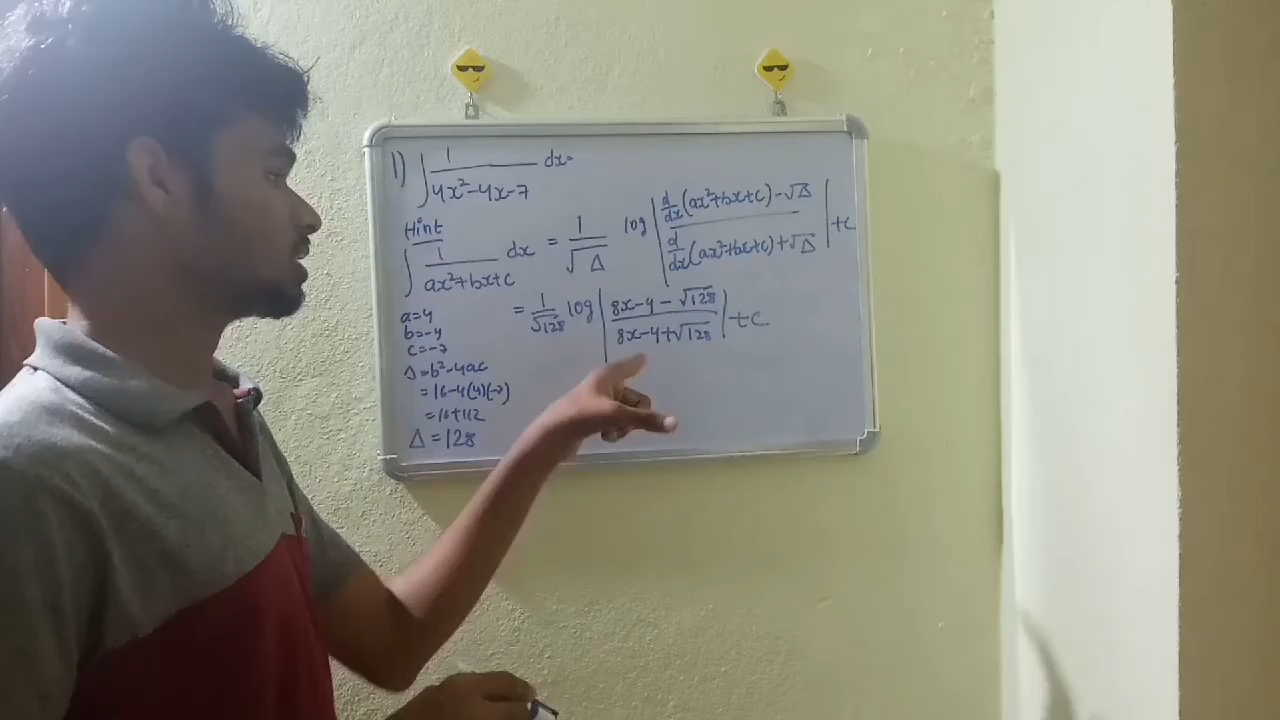 1) ∫ 1/(4x²-4x-7) dx=
Hint
∫ 1/(ax²+bx+c) dx = 1/√Δ log | (d/dx (ax²+bx+c) - √Δ) / (d/dx (ax²+bx+c) + √Δ) | +c
= 1/√128 log | (8x-4 - √128) / (8x-4+√128) | +c
a=4
b=-4
c=-7
Δ=b²-4ac
=16-4(4)(-7)
=16+112
Δ=128